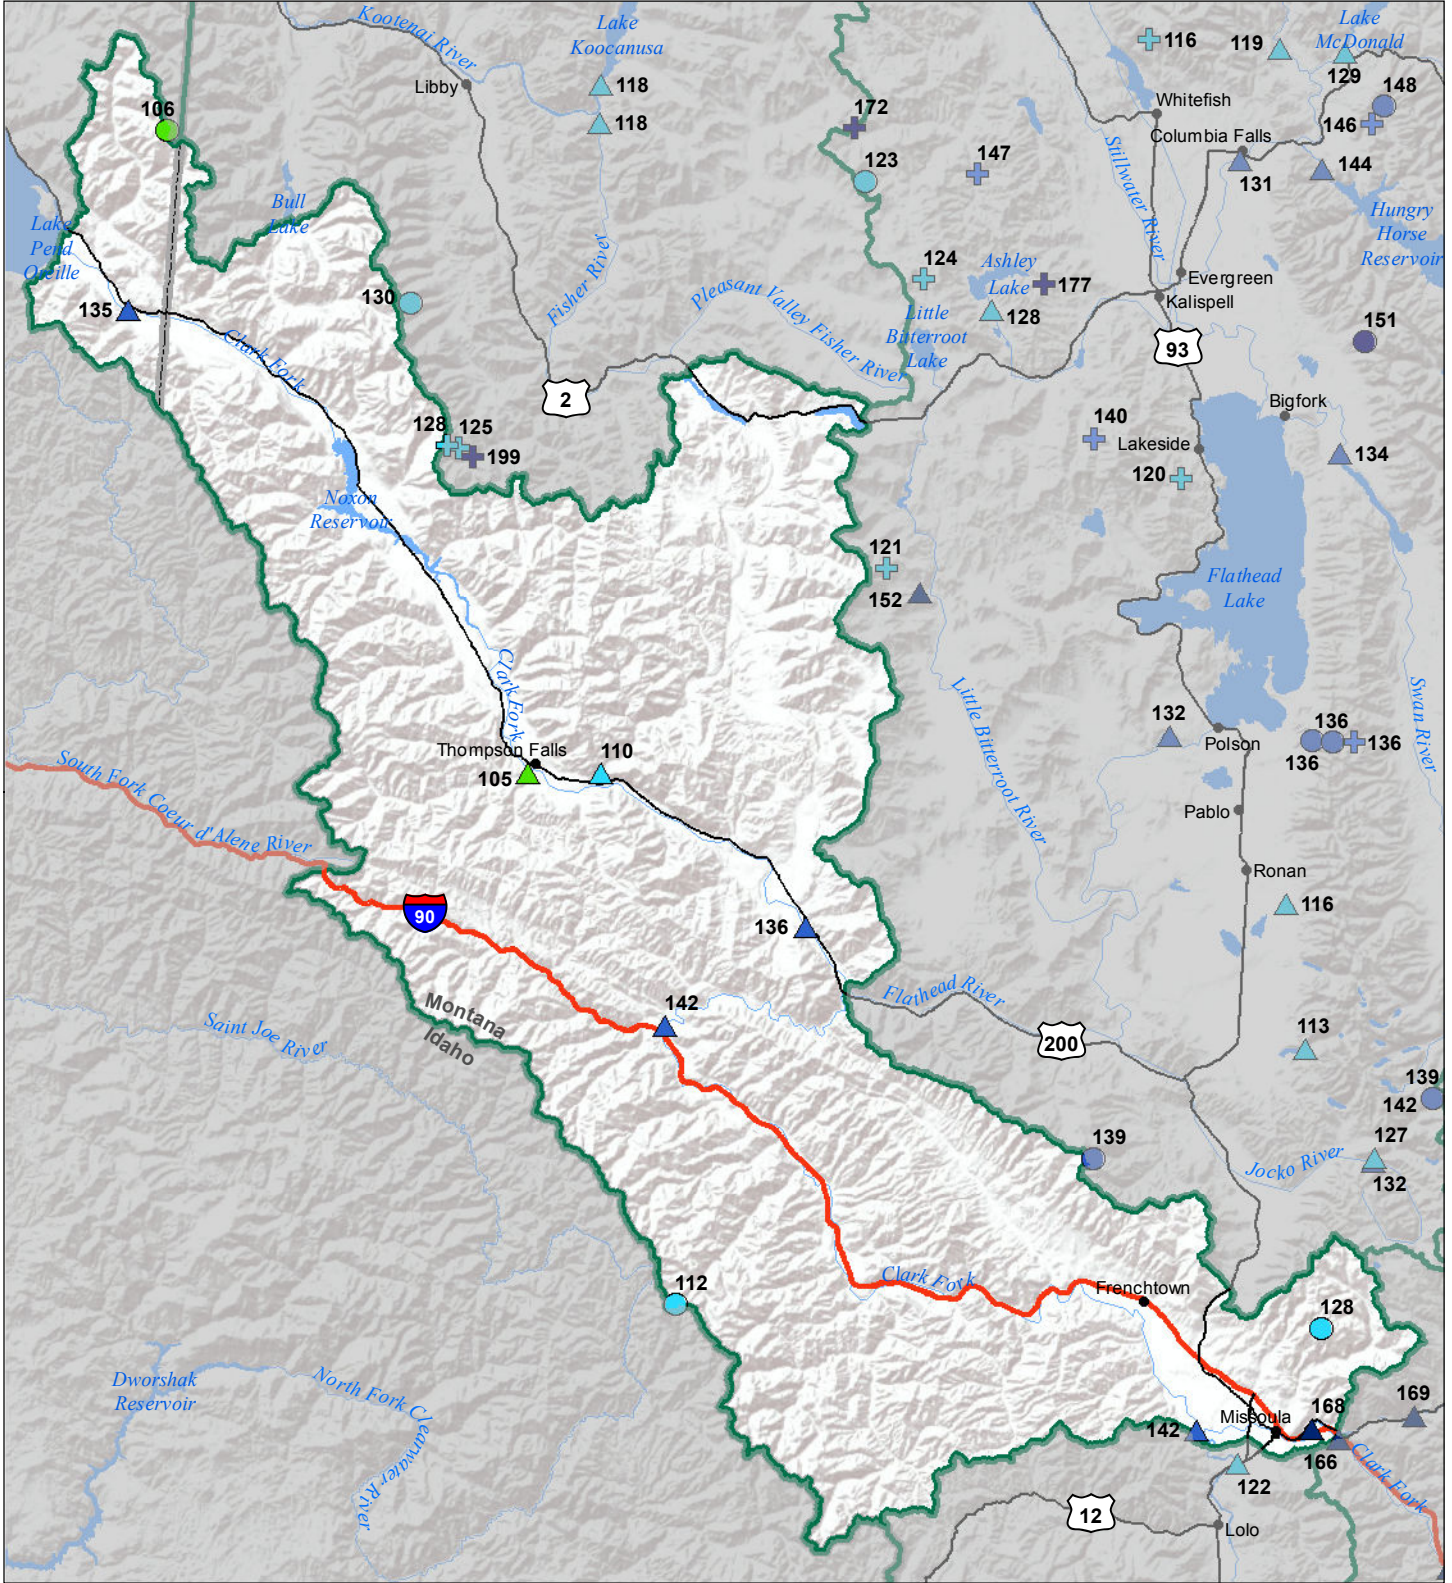 Kootenai River
Lake
Koocanusa
Lake
McDonald
116
119
129
Libby
118
148
Whitefish
106
118
172
146
Columbia Falls
123
147
131
144
Stillwater River
Bull
Lake
Hungry
Horse
Reservoir
Lake
Pend
Oreille
Fisher River
124
Ashley
Lake
177
Evergreen
Kalispell
130
135
Pleasant Valley Fisher River
Little
Bitterroot
Lake
128
151
Clark Fork
93
2
Bigfork
128
125
199
140
Lakeside
134
120
Noxon
Reservoir
121
152
Flathead
Lake
Clark Fork
Little Bitterroot River
Swan River
Thompson Falls
110
105
132
Polson
136
136
136
South Fork Coeur d'Alene River
Pablo
Ronan
90
116
136
Flathead River
Montana
Idaho
142
Saint Joe River
200
113
139
142
139
127
132
Jocko River
Clark Fork
112
Frenchtown
128
Dworshak
Reservoir
North Fork Clearwater River
169
168
Missoula
142
166
122
Clark Fork
12
Lolo